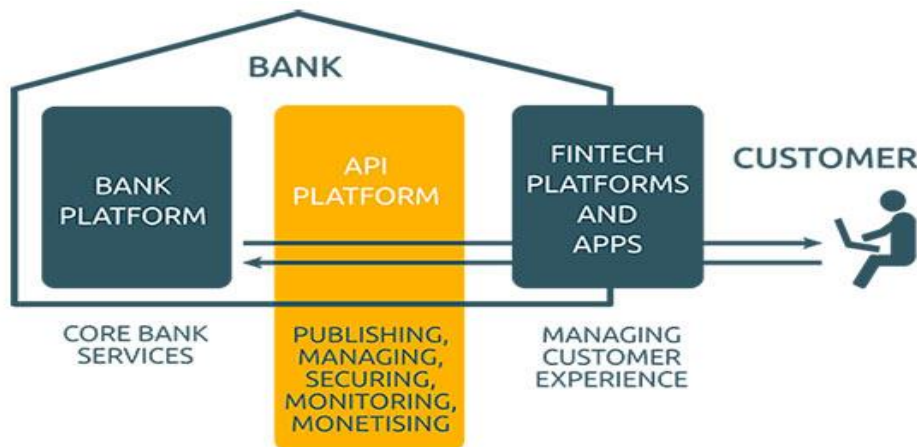 BANK
BANK
PLATFORM
API
PLATFORM
FINTECH
PLATFORMS
AND
APPS
CUSTOMER
CORE BANK
SERVICES
PUBLISHING,
MANAGING,
SECURING,
MONITORING,
MONETISING
MANAGING
CUSTOMER
EXPERIENCE